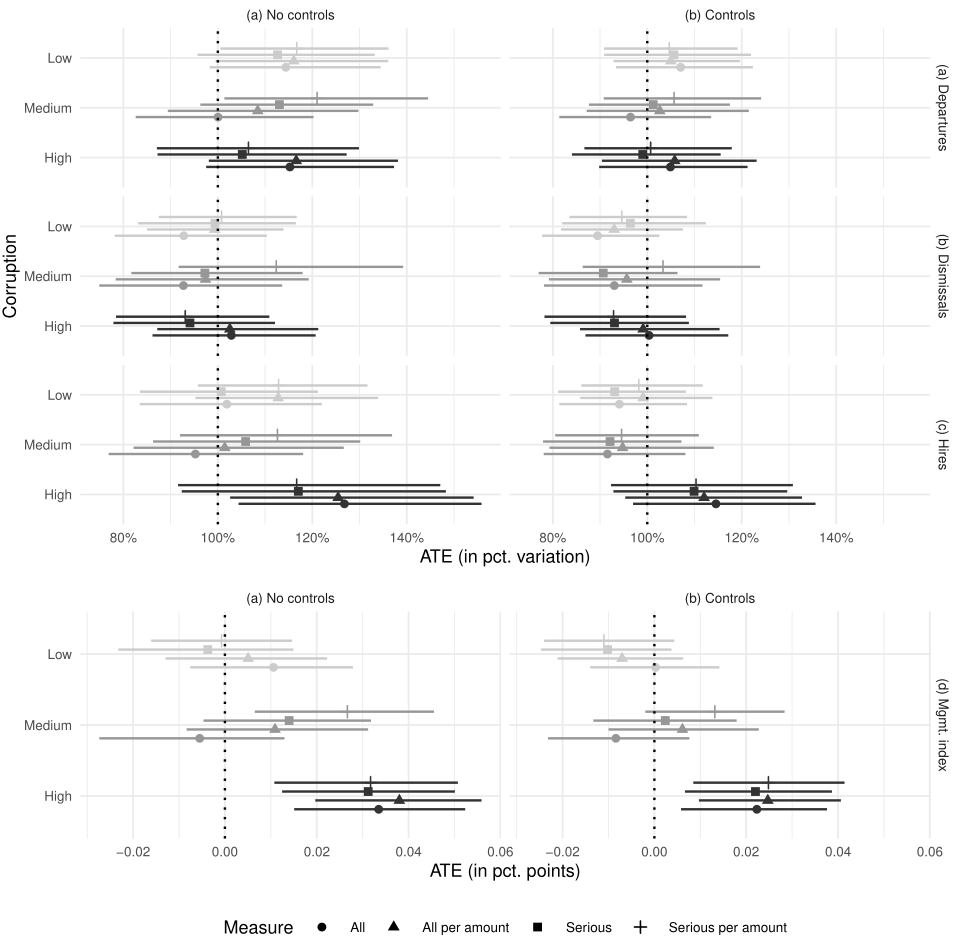 (a) No controls (b) Controls
Low
Medium
High
(a) Departures
Low
Medium
High
(b) Dismissals
Low
Medium
High
(c) Hires
Corruption
80% 100% 120% 140% 80% 100% 120% 140%
ATE (in pct. variation)
(a) No controls (b) Controls
Low
Medium
High
(d) Mgmt. index
−0.02 0.00 0.02 0.04 0.06 −0.02 0.00 0.02 0.04 0.06
ATE (in pct. points)
Measure All All per amount Serious Serious per amount